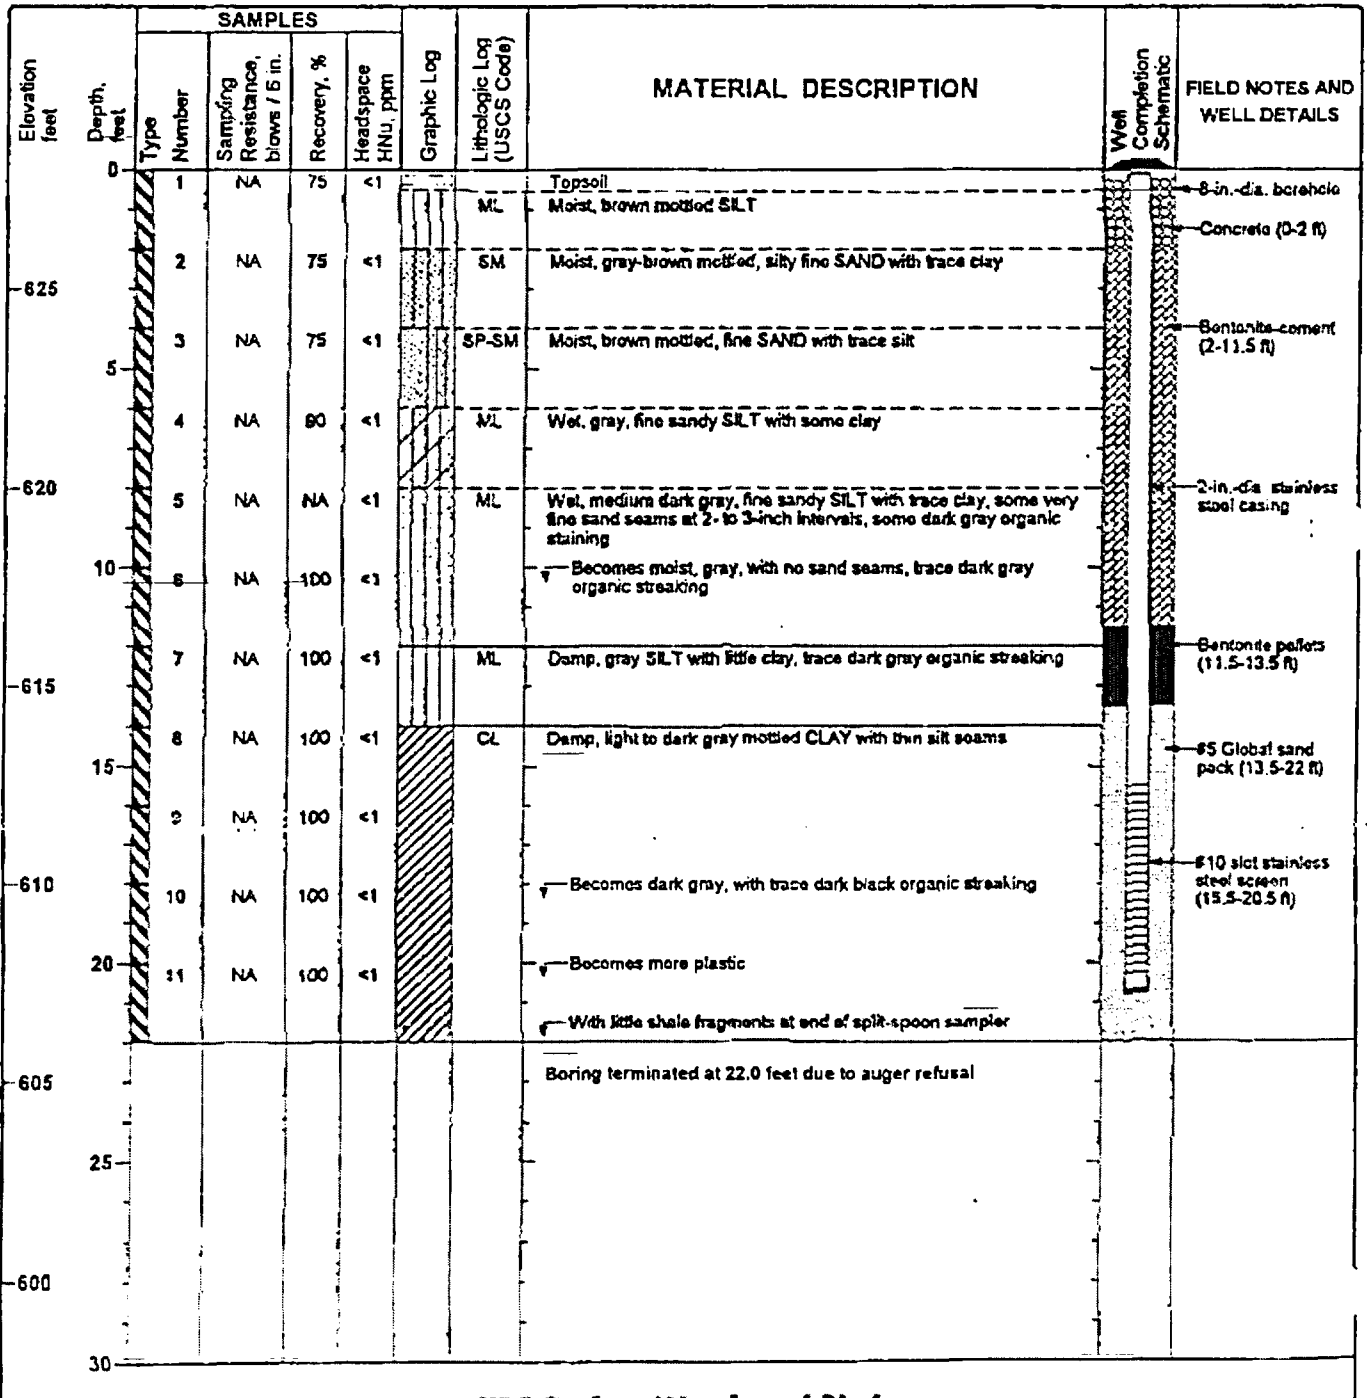 SAMPLES
Elevation feet
Depth, feet
Type
Number
Sampling Resistance, blows / 6 in.
Recovery, %
Headspace HNu, ppm
Graphic Log
Lithologic Log (USCS Code)
MATERIAL DESCRIPTION
Well Completion Schematic
FIELD NOTES AND WELL DETAILS
0
1 NA 75 <1 Topsoil
8-in.-dia. borehole
ML Moist, brown mottled SILT
Concrete (0-2 ft)
2 NA 75 <1 SM Moist, gray-brown mottled, silty fine SAND with trace clay
625
Bentonite-cement
(2-11.5 ft)
3 NA 75 <1 SP-SM Moist, brown mottled, fine SAND with trace silt
5
4 NA 90 <1 ML Wet, gray, fine sandy SILT with some clay
620
2-in.-dia. stainless
steel casing
5 NA NA <1 ML Wet, medium dark gray, fine sandy SILT with trace clay, some very
fine sand seams at 2- to 3-inch intervals, some dark gray organic
staining
10
6 NA 100 <1 Becomes moist, gray, with no sand seams, trace dark gray
organic streaking
7 NA 100 <1 ML Damp, gray SILT with little clay, trace dark gray organic streaking
Bentonite pellets
(11.5-13.5 ft)
615
8 NA 100 <1 CL Damp, light to dark gray mottled CLAY with thin silt seams
#5 Global sand
pack (13.5-22 ft)
15
9 NA 100 <1
#10 slot stainless
steel screen
(15.5-20.5 ft)
610
10 NA 100 <1 Becomes dark gray, with trace dark black organic streaking
20
11 NA 100 <1 Becomes more plastic
With little shale fragments at end of split-spoon sampler
Boring terminated at 22.0 feet due to auger refusal
605
25
600
30